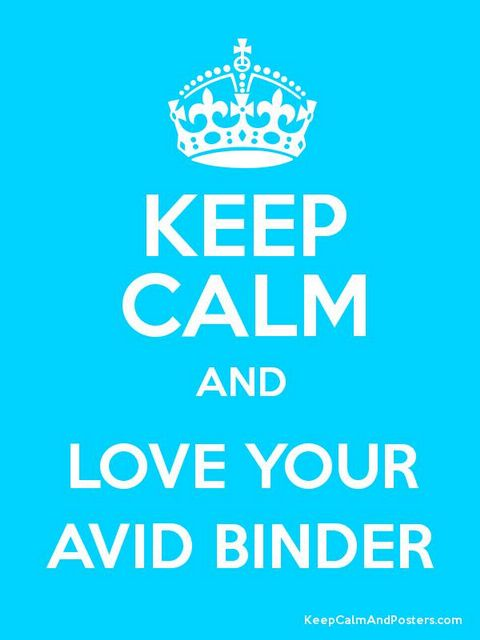 KEEP
CALM
AND
LOVE YOUR
AVID BINDER
KeepCalmAndPosters.com